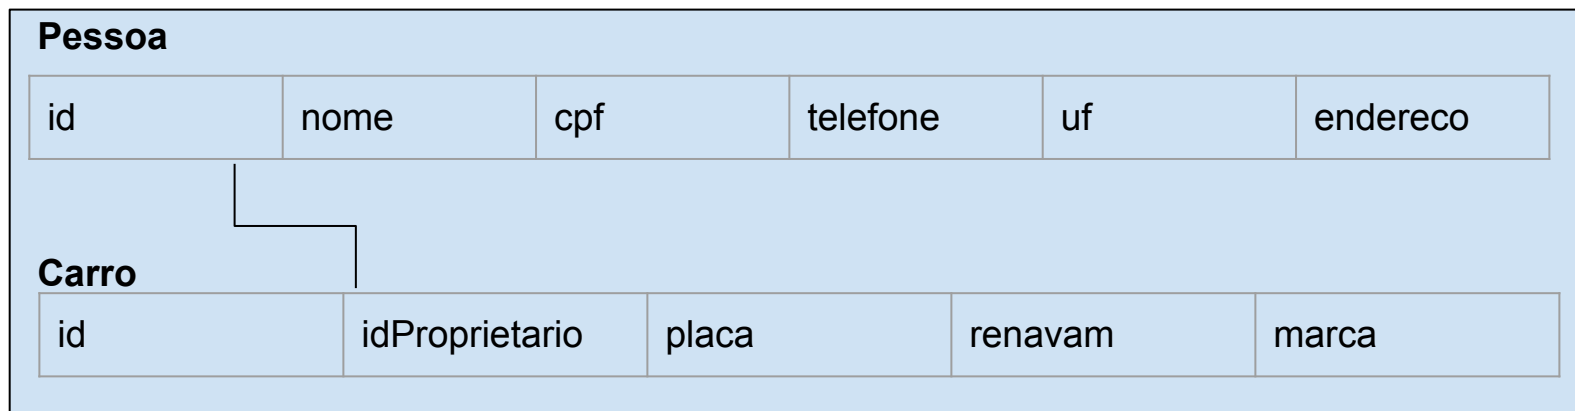 Pessoa
id nome cpf telefone uf endereco
Carro
id idProprietario placa renavam marca